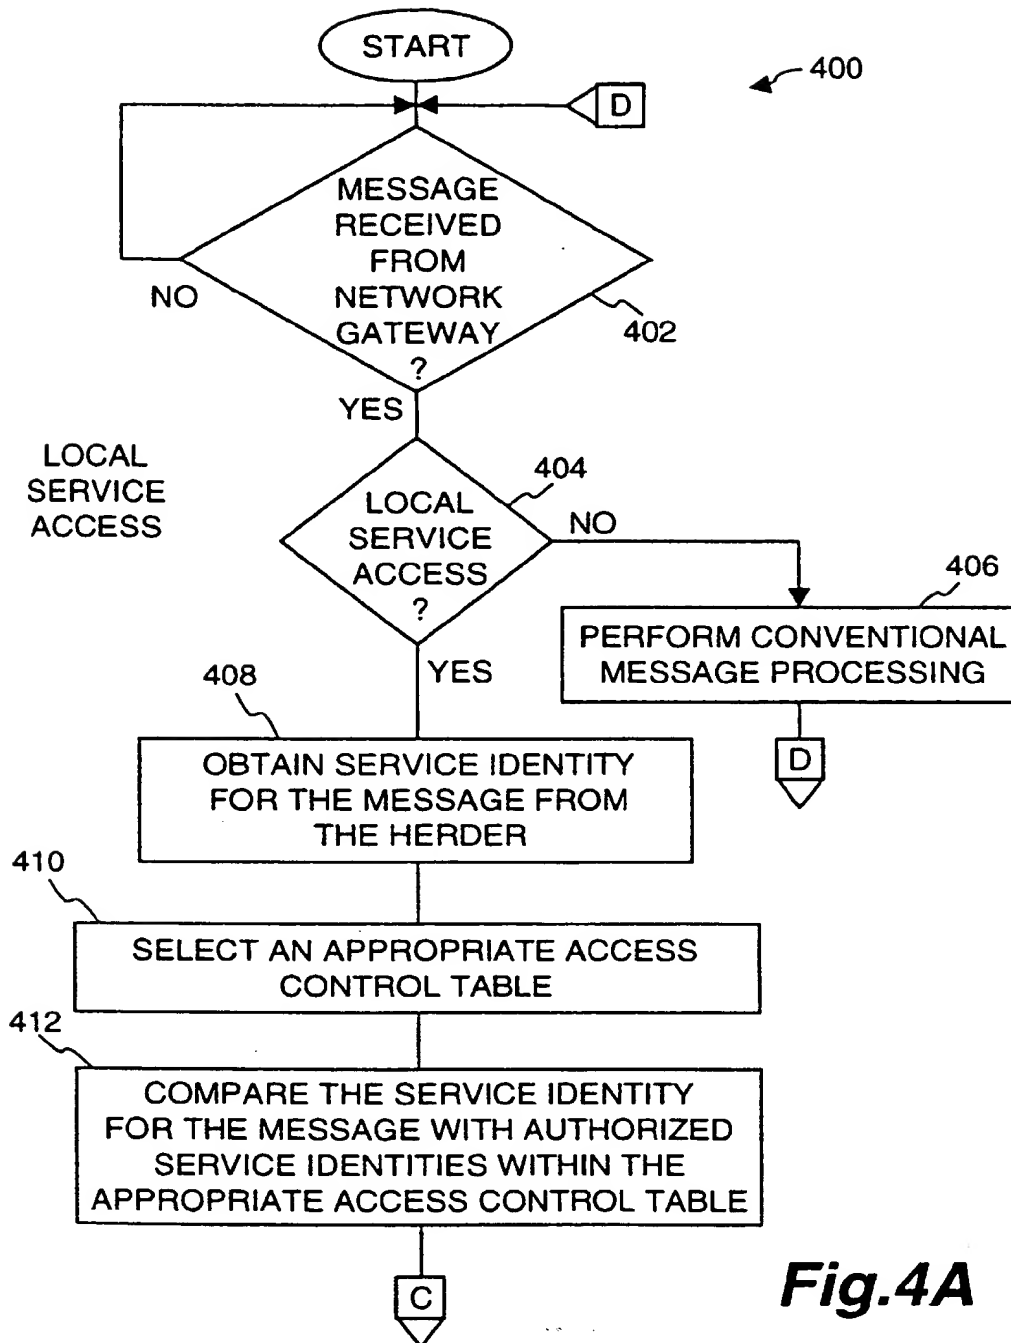 START
400
D
MESSAGE
RECEIVED
FROM
NETWORK
GATEWAY
?
NO
402
YES
LOCAL
SERVICE
ACCESS
404
LOCAL
SERVICE
ACCESS
?
NO
406
PERFORM CONVENTIONAL
MESSAGE PROCESSING
YES
D
408
OBTAIN SERVICE IDENTITY
FOR THE MESSAGE FROM
THE HERDER
410
SELECT AN APPROPRIATE ACCESS
CONTROL TABLE
412
COMPARE THE SERVICE IDENTITY
FOR THE MESSAGE WITH AUTHORIZED
SERVICE IDENTITIES WITHIN THE
APPROPRIATE ACCESS CONTROL TABLE
C
Fig.4A